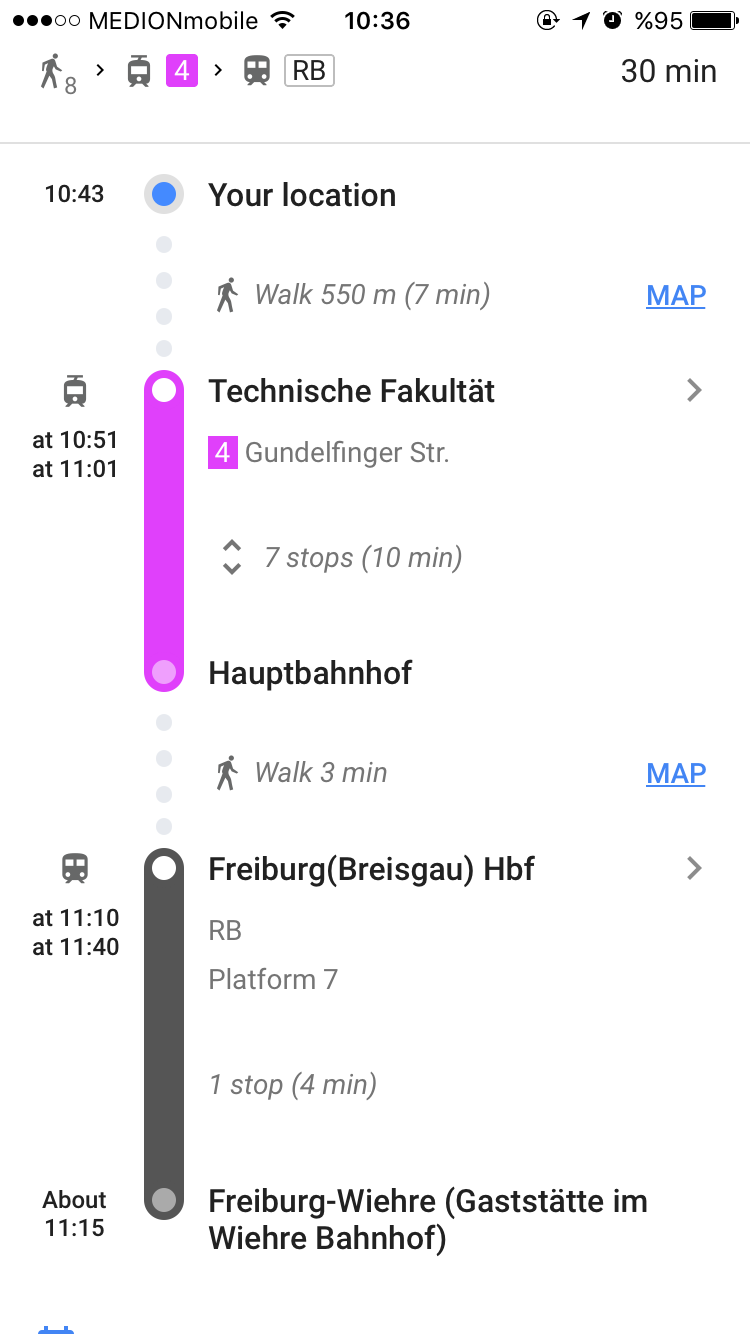 MEDIONmobile 10:36 %95
8 4 RB 30 min
10:43 Your location
Walk 550 m (7 min) MAP
Technische Fakultät
at 10:51
at 11:01
4 Gundelfinger Str.
7 stops (10 min)
Hauptbahnhof
Walk 3 min MAP
Freiburg(Breisgau) Hbf
at 11:10
at 11:40
RB
Platform 7
1 stop (4 min)
About
11:15
Freiburg-Wiehre (Gaststätte im
Wiehre Bahnhof)